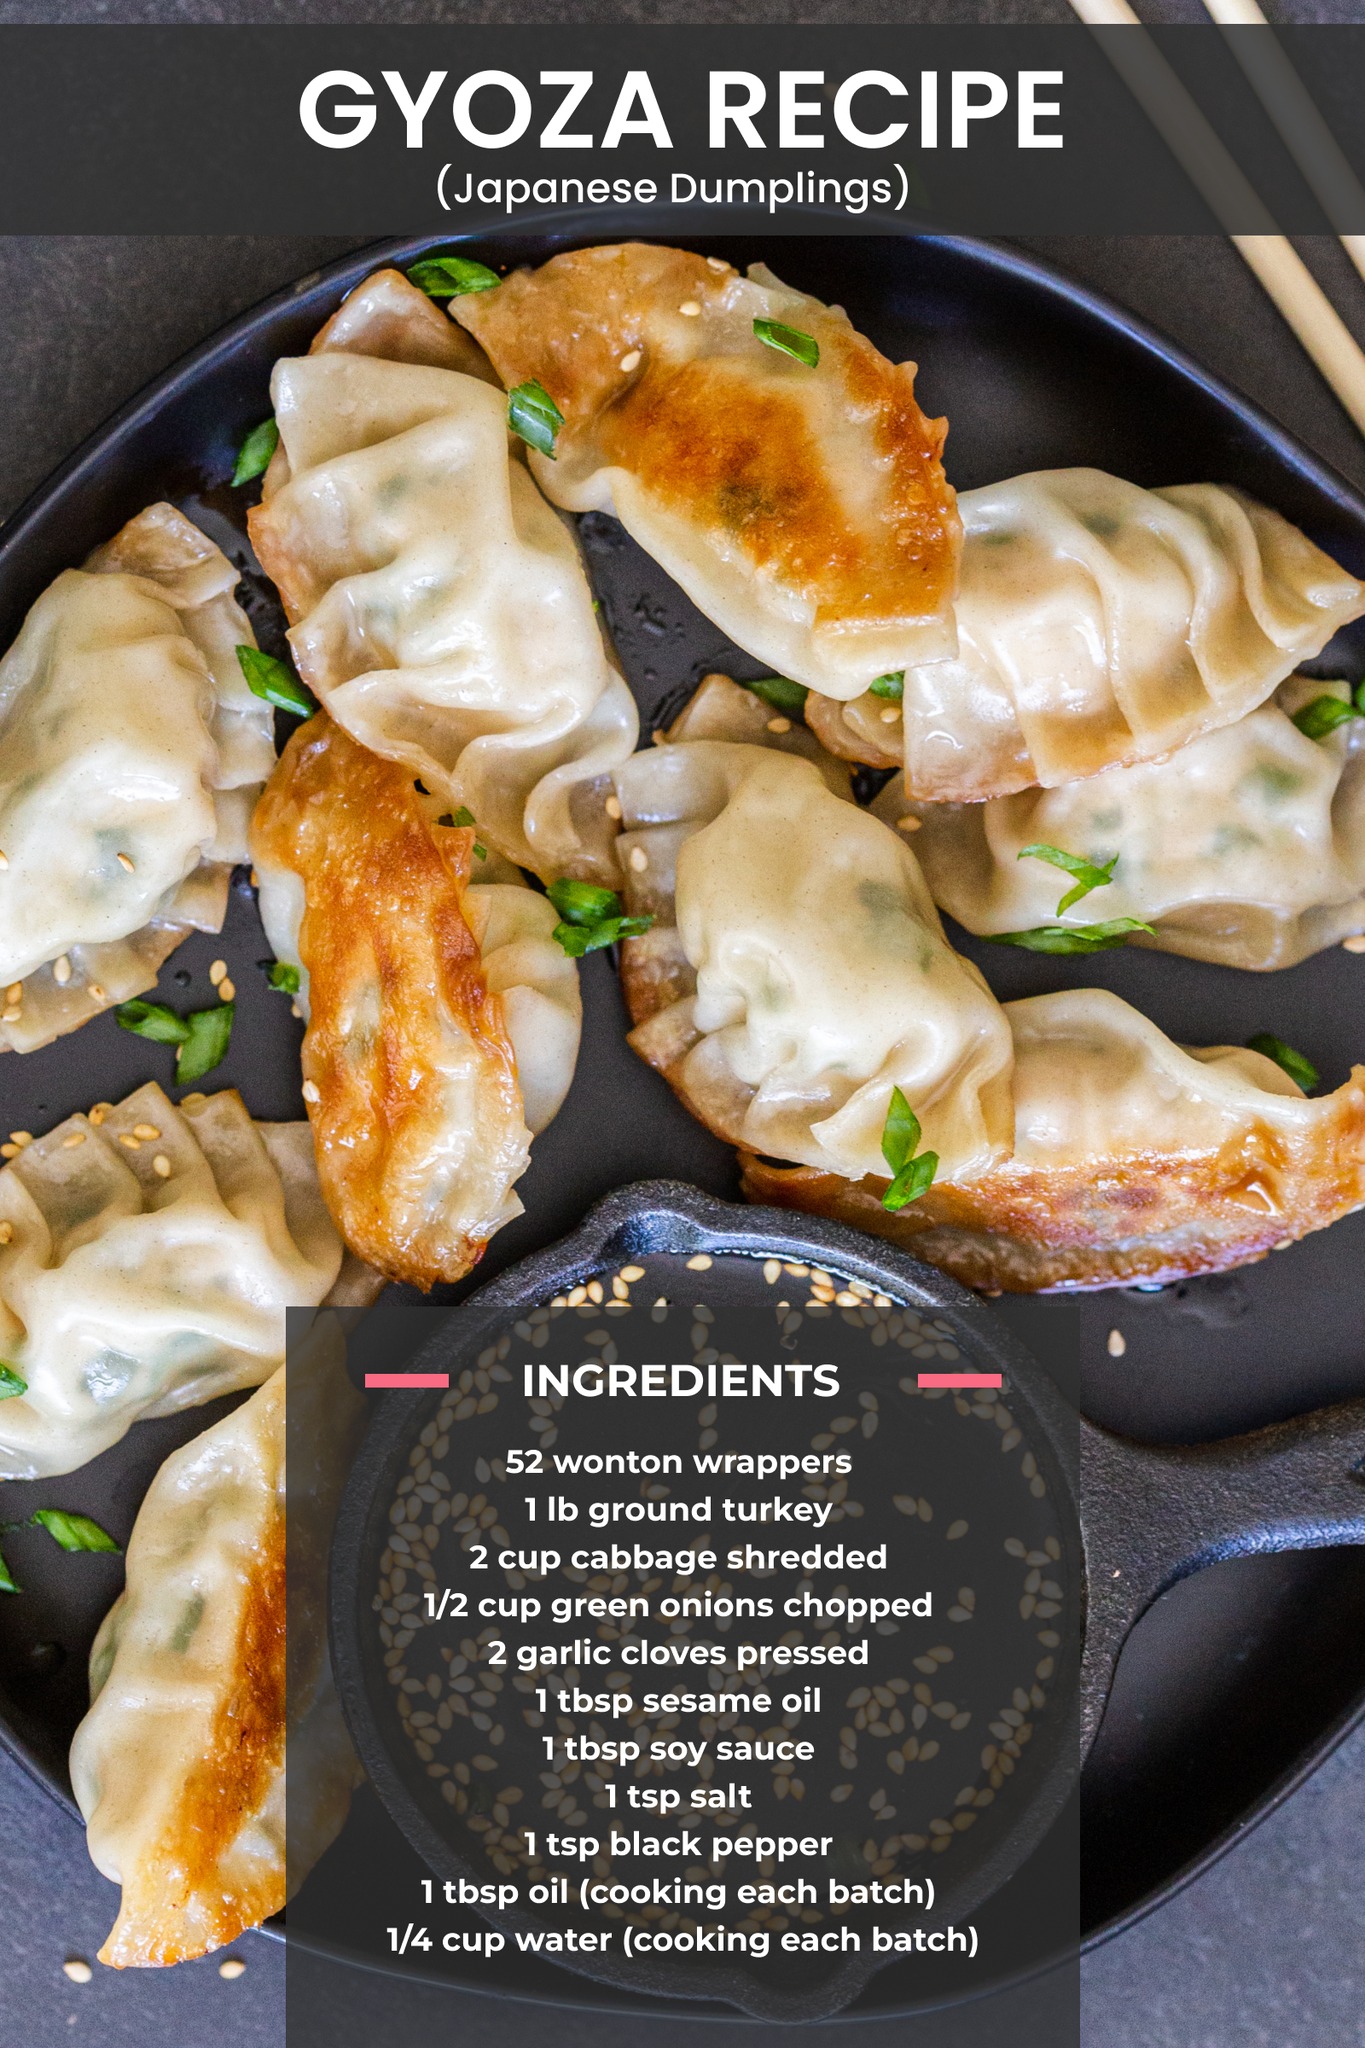 GYOZA RECIPE
(Japanese Dumplings)
INGREDIENTS
52 wonton wrappers
1 lb ground turkey
2 cup cabbage shredded
1/2 cup green onions chopped
2 garlic cloves pressed
1 tbsp sesame oil
1 tbsp soy sauce
1 tsp salt
1 tsp black pepper
1 tbsp oil (cooking each batch)
1/4 cup water (cooking each batch)